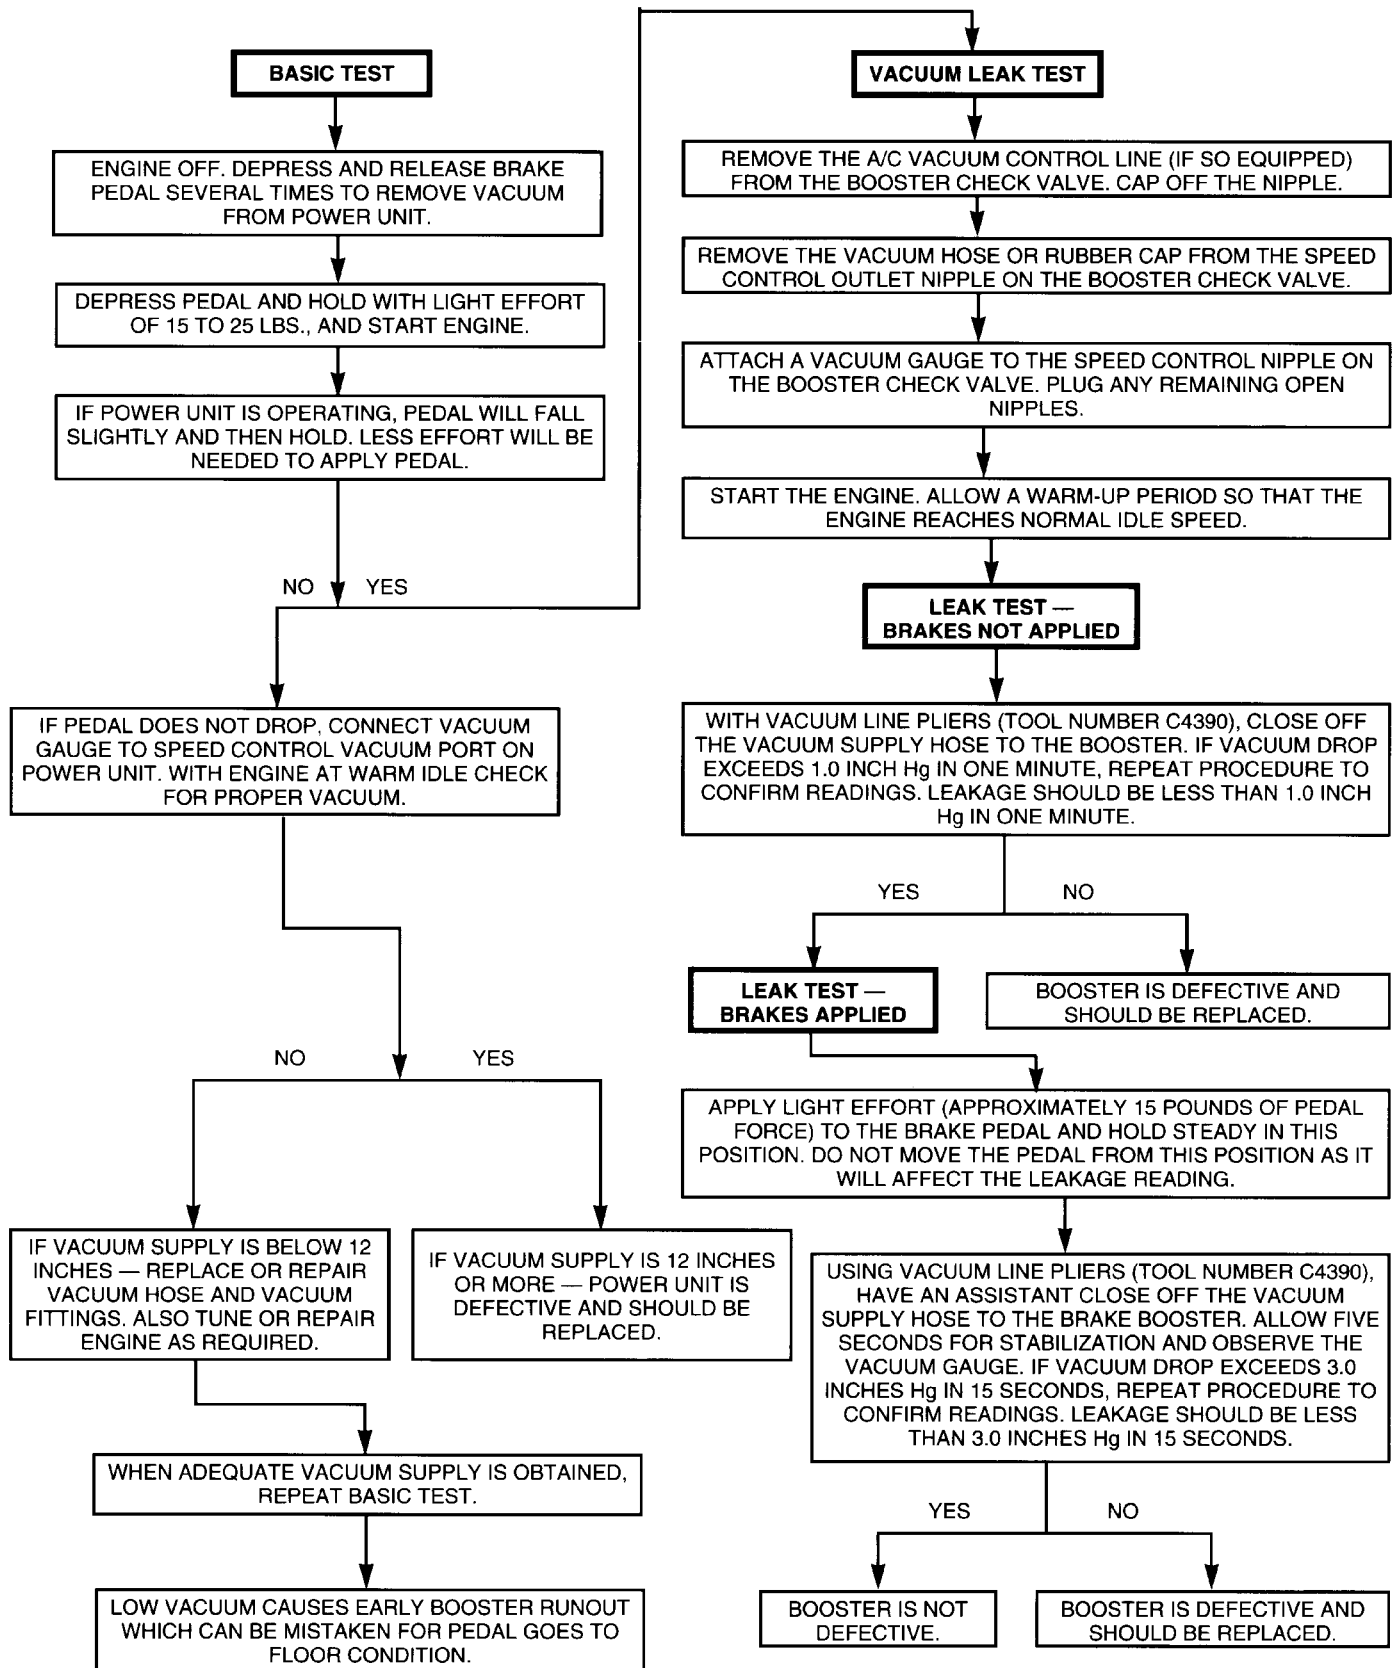 BASIC TEST
ENGINE OFF. DEPRESS AND RELEASE BRAKE
PEDAL SEVERAL TIMES TO REMOVE VACUUM
FROM POWER UNIT.
DEPRESS PEDAL AND HOLD WITH LIGHT EFFORT
OF 15 TO 25 LBS., AND START ENGINE.
IF POWER UNIT IS OPERATING, PEDAL WILL FALL
SLIGHTLY AND THEN HOLD. LESS EFFORT WILL BE
NEEDED TO APPLY PEDAL.
NO YES
IF PEDAL DOES NOT DROP, CONNECT VACUUM
GAUGE TO SPEED CONTROL VACUUM PORT ON
POWER UNIT. WITH ENGINE AT WARM IDLE CHECK
FOR PROPER VACUUM.
NO YES
IF VACUUM SUPPLY IS BELOW 12
INCHES — REPLACE OR REPAIR
VACUUM HOSE AND VACUUM
FITTINGS. ALSO TUNE OR REPAIR
ENGINE AS REQUIRED.
IF VACUUM SUPPLY IS 12 INCHES
OR MORE — POWER UNIT IS
DEFECTIVE AND SHOULD BE
REPLACED.
WHEN ADEQUATE VACUUM SUPPLY IS OBTAINED,
REPEAT BASIC TEST.
LOW VACUUM CAUSES EARLY BOOSTER RUNOUT
WHICH CAN BE MISTAKEN FOR PEDAL GOES TO
FLOOR CONDITION.
VACUUM LEAK TEST
REMOVE THE A/C VACUUM CONTROL LINE (IF SO EQUIPPED)
FROM THE BOOSTER CHECK VALVE. CAP OFF THE NIPPLE.
REMOVE THE VACUUM HOSE OR RUBBER CAP FROM THE SPEED
CONTROL OUTLET NIPPLE ON THE BOOSTER CHECK VALVE.
ATTACH A VACUUM GAUGE TO THE SPEED CONTROL NIPPLE ON
THE BOOSTER CHECK VALVE. PLUG ANY REMAINING OPEN
NIPPLES.
START THE ENGINE. ALLOW A WARM-UP PERIOD SO THAT THE
ENGINE REACHES NORMAL IDLE SPEED.
LEAK TEST —
BRAKES NOT APPLIED
WITH VACUUM LINE PLIERS (TOOL NUMBER C4390), CLOSE OFF
THE VACUUM SUPPLY HOSE TO THE BOOSTER. IF VACUUM DROP
EXCEEDS 1.0 INCH Hg IN ONE MINUTE, REPEAT PROCEDURE TO
CONFIRM READINGS. LEAKAGE SHOULD BE LESS THAN 1.0 INCH
Hg IN ONE MINUTE.
YES NO
LEAK TEST —
BRAKES APPLIED
BOOSTER IS DEFECTIVE AND
SHOULD BE REPLACED.
APPLY LIGHT EFFORT (APPROXIMATELY 15 POUNDS OF PEDAL
FORCE) TO THE BRAKE PEDAL AND HOLD STEADY IN THIS
POSITION. DO NOT MOVE THE PEDAL FROM THIS POSITION AS IT
WILL AFFECT THE LEAKAGE READING.
USING VACUUM LINE PLIERS (TOOL NUMBER C4390),
HAVE AN ASSISTANT CLOSE OFF THE VACUUM
SUPPLY HOSE TO THE BRAKE BOOSTER. ALLOW FIVE
SECONDS FOR STABILIZATION AND OBSERVE THE
VACUUM GAUGE. IF VACUUM DROP EXCEEDS 3.0
INCHES Hg IN 15 SECONDS, REPEAT PROCEDURE TO
CONFIRM READINGS. LEAKAGE SHOULD BE LESS
THAN 3.0 INCHES Hg IN 15 SECONDS.
YES NO
BOOSTER IS NOT
DEFECTIVE.
BOOSTER IS DEFECTIVE AND
SHOULD BE REPLACED.